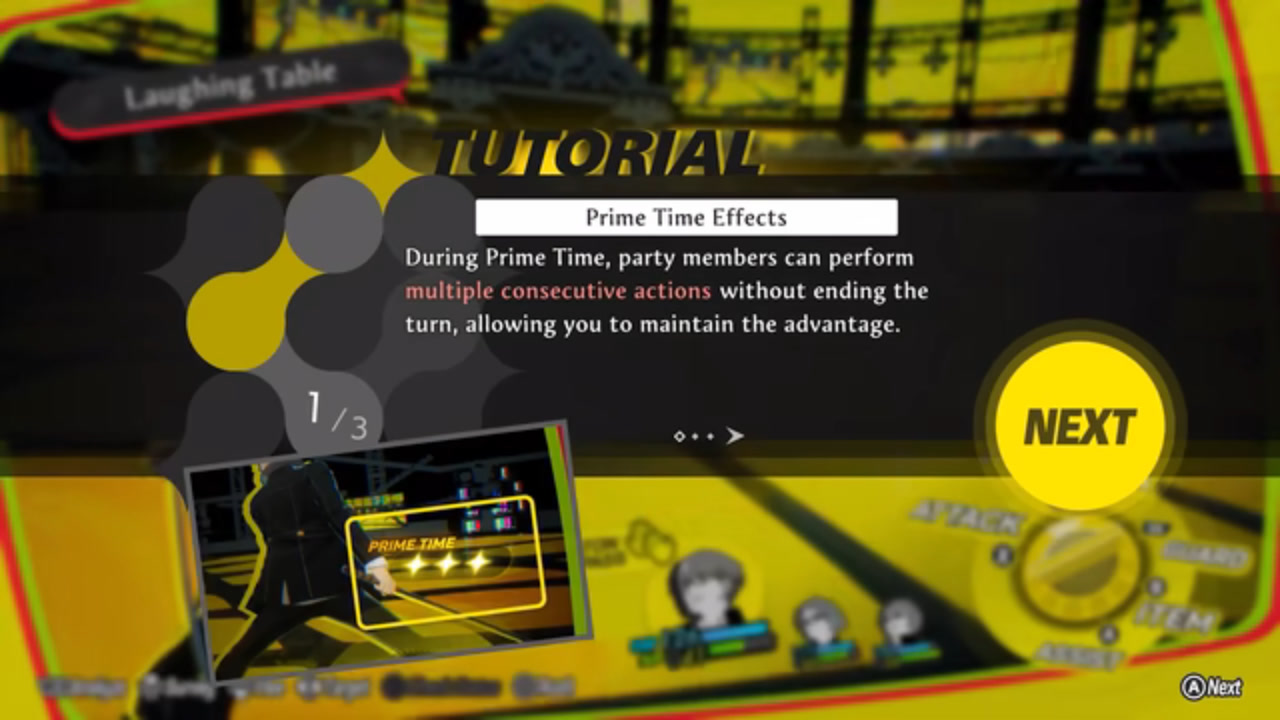 Laughing Table
TUTORIAL
Prime Time Effects
During Prime Time, party members can perform
multiple consecutive actions without ending the
turn, allowing you to maintain the advantage.
1/3
NEXT
PRIME TIME
ATTACK
GUARD
ITEM
ASSIST
A Next